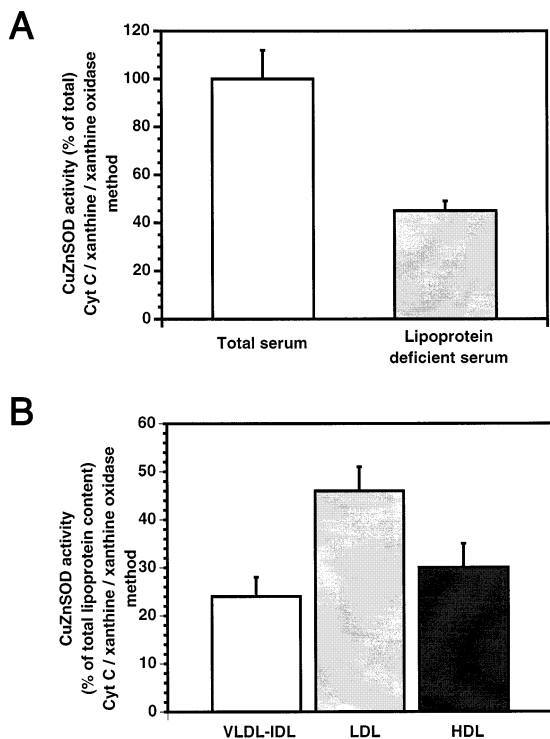 A
CuZnSOD activity (% of total)
Cyt C / xanthine / xanthine oxidase
method
120
100
80
60
40
20
0
Total serum
Lipoprotein
deficient serum
B
CuZnSOD activity
(% of total lipoprotein content)
Cyt C / xanthine / xanthine oxidase
method
60
50
40
30
20
10
0
VLDL-IDL
LDL
HDL